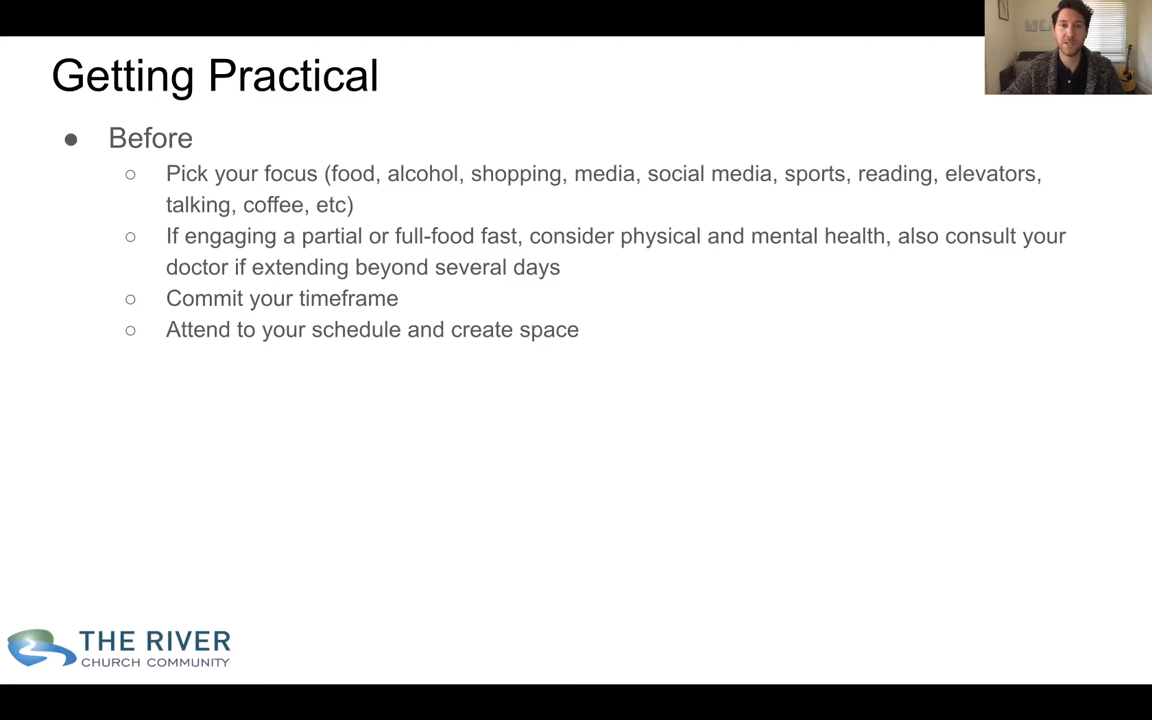 Getting Practical
● Before
○ Pick your focus (food, alcohol, shopping, media, social media, sports, reading, elevators,
talking, coffee, etc)
○ If engaging a partial or full-food fast, consider physical and mental health, also consult your
doctor if extending beyond several days
○ Commit your timeframe
○ Attend to your schedule and create space
THE RIVER
CHURCH COMMUNITY